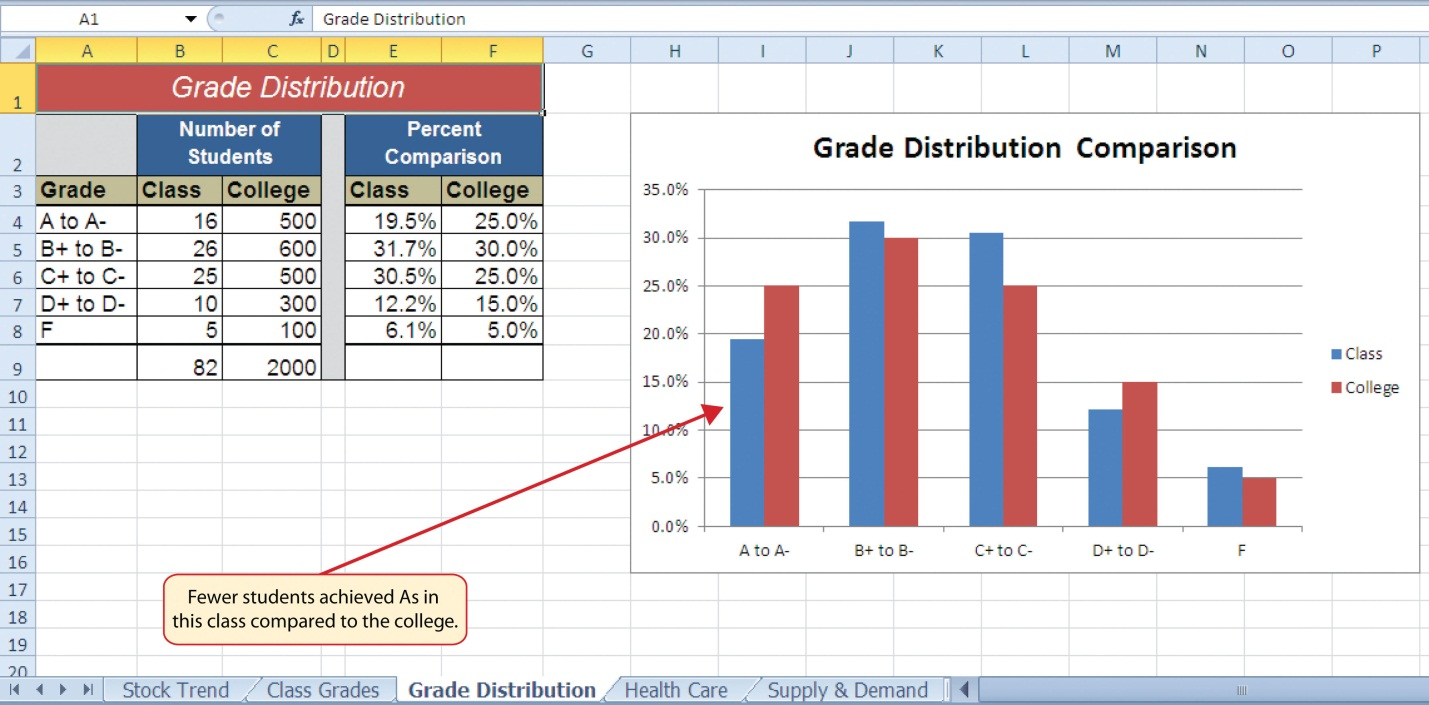 A1 fx Grade Distribution
A B C D E F G H I J K L M N O P
1 Grade Distribution
2 Number of Students Percent Comparison
3 Grade Class College Class College
4 A to A- 16 500 19.5% 25.0%
5 B+ to B- 26 600 31.7% 30.0%
6 C+ to C- 25 500 30.5% 25.0%
7 D+ to D- 10 300 12.2% 15.0%
8 F 5 100 6.1% 5.0%
9 82 2000
10
11
12
13
14
15
16
17
18
19
20
Grade Distribution Comparison
35.0%
30.0%
25.0%
20.0%
15.0%
10.0%
5.0%
0.0%
A to A- B+ to B- C+ to C- D+ to D- F
Class
College
Fewer students achieved As in
this class compared to the college.
Stock Trend Class Grades Grade Distribution Health Care Supply & Demand